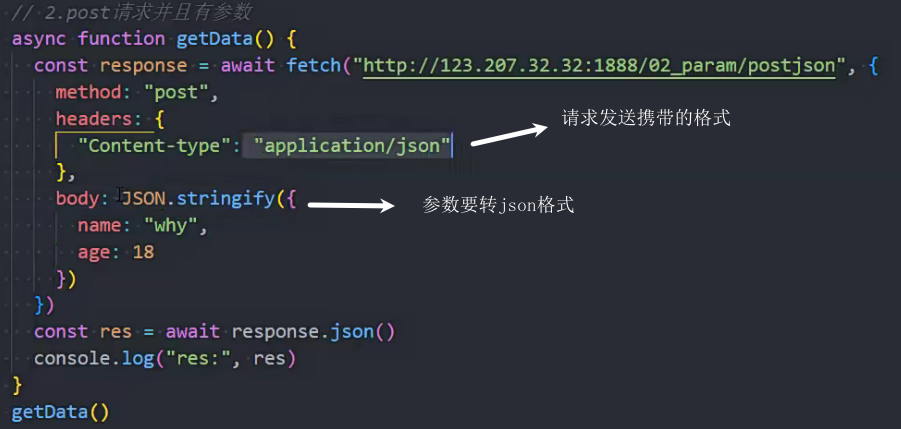 // 2.post请求并且有参数
async function getData() {
const response = await fetch("http://123.207.32.32:1888/02_param/postjson", {
method: "post",
headers: {
"Content-type": "application/json"
请求发送携带的格式
},
body: JSON.stringify({
参数要转json格式
name: "why",
age: 18
})
})
const res = await response.json()
console.log("res:", res)
}
getData()